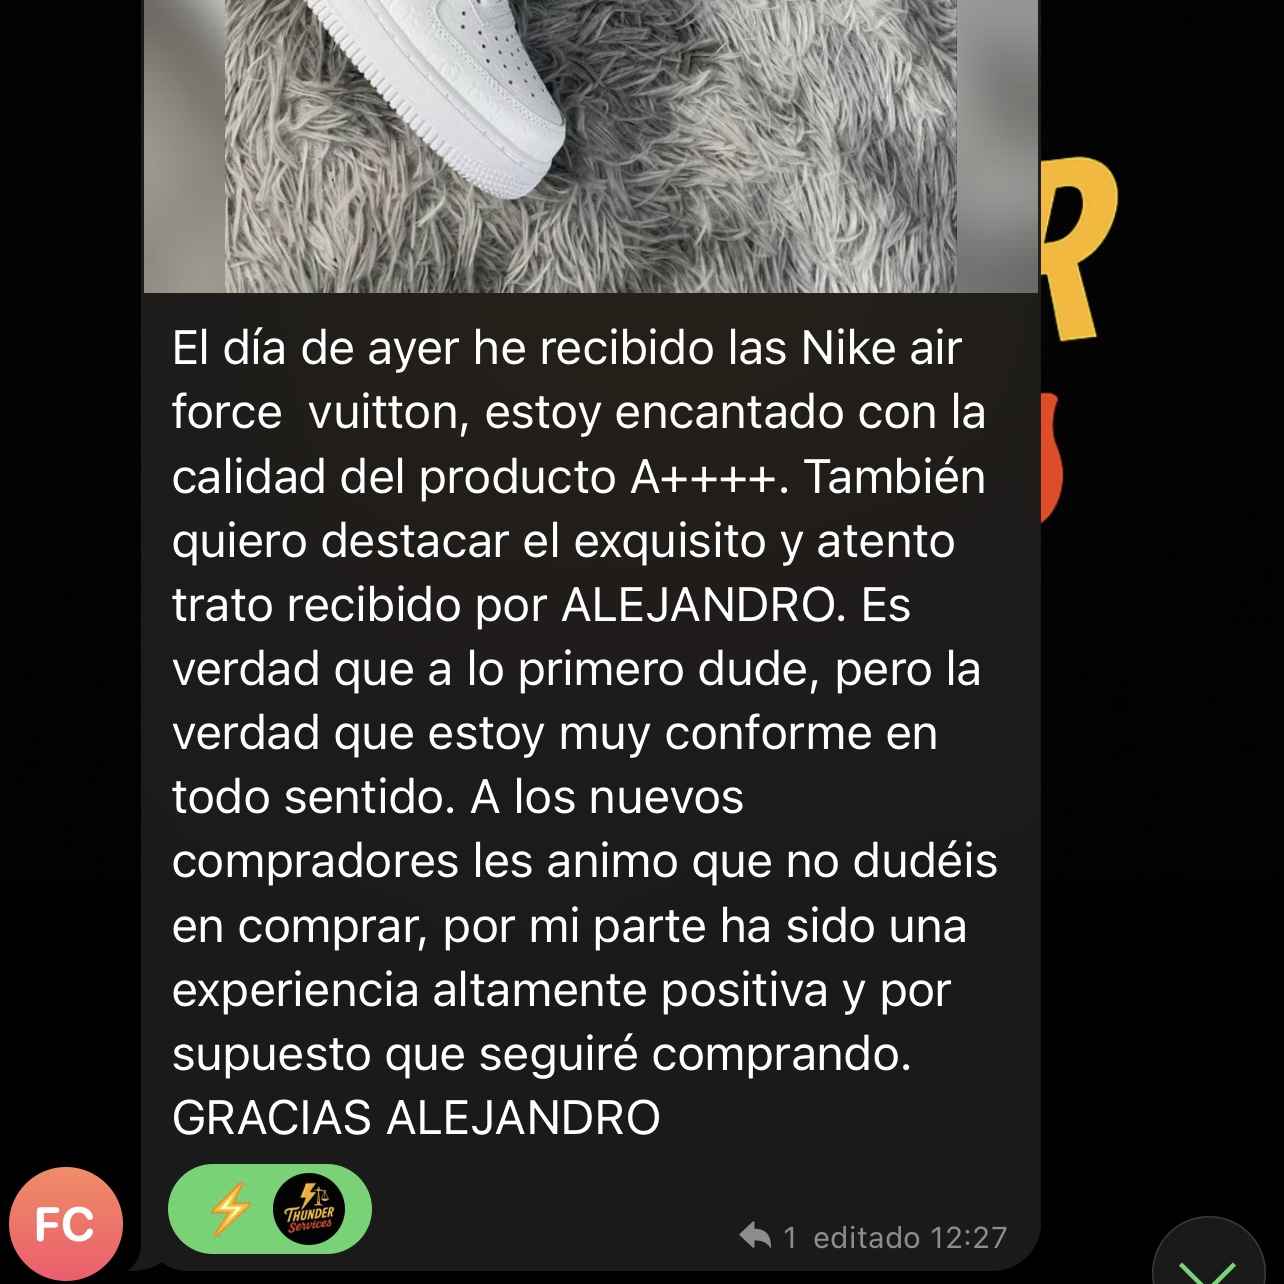 El día de ayer he recibido las Nike air
force  vuitton, estoy encantado con la
calidad del producto A++++. También
quiero destacar el exquisito y atento
trato recibido por ALEJANDRO. Es
verdad que a lo primero dude, pero la
verdad que estoy muy conforme en
todo sentido. A los nuevos
compradores les animo que no dudéis
en comprar, por mi parte ha sido una
experiencia altamente positiva y por
supuesto que seguiré comprando.
GRACIAS ALEJANDRO
THUNDER
Services
FC
1 editado 12:27
R